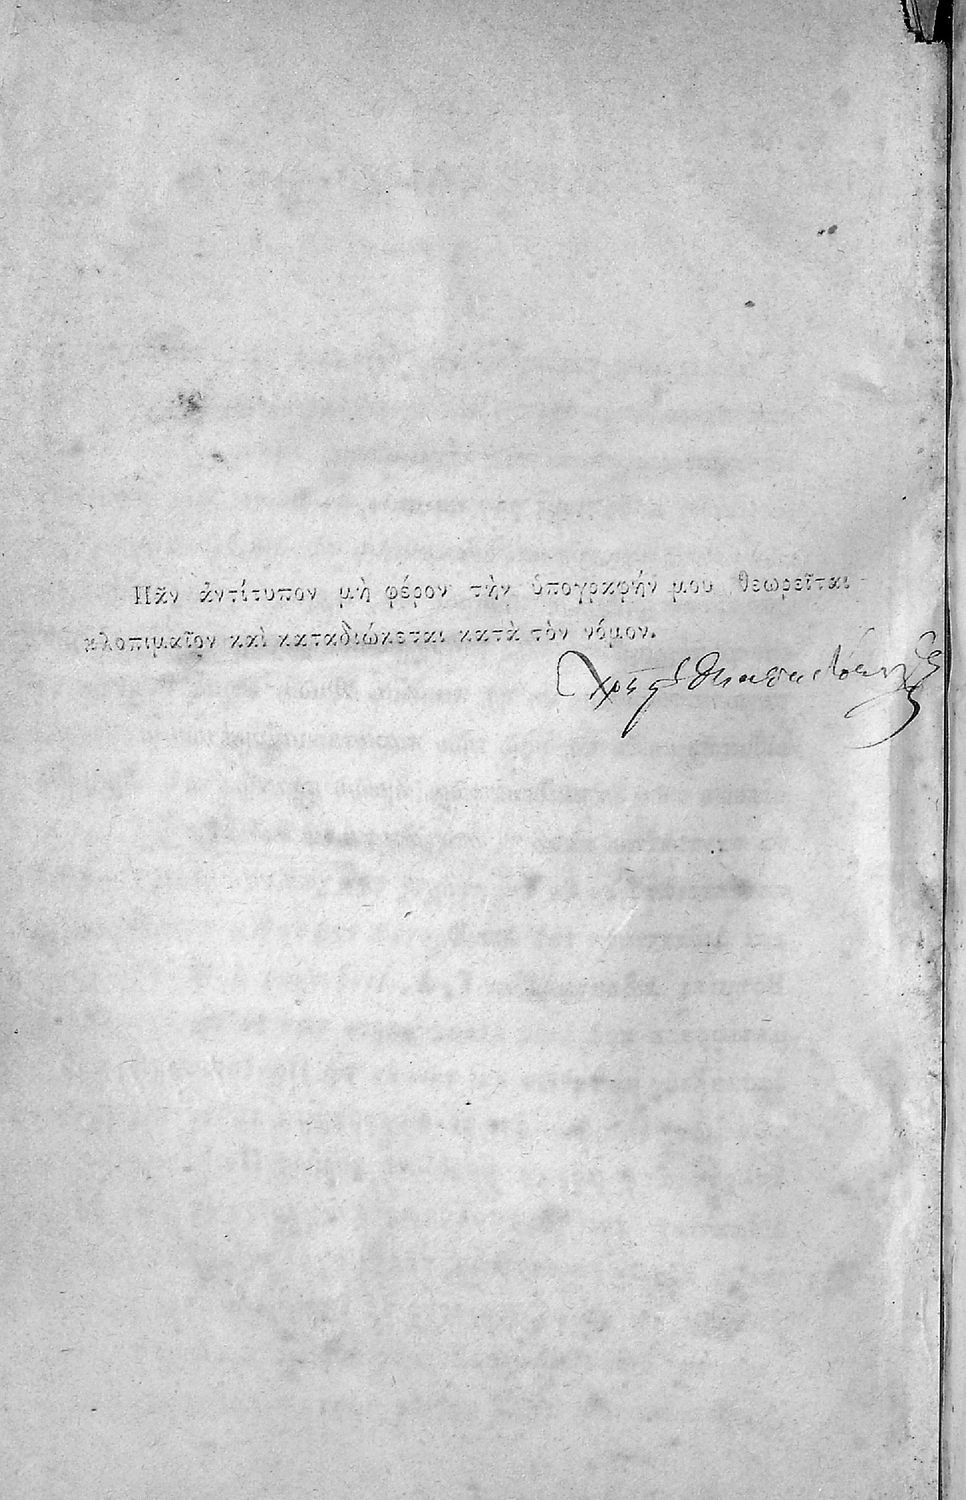 Πᾶν ἀντίτυπον μὴ φέρον τὴν ὑπογραφήν μου θεωρεῖται
κλοπιμαῖον καὶ καταδιώκεται κατὰ τὸν νόμον.